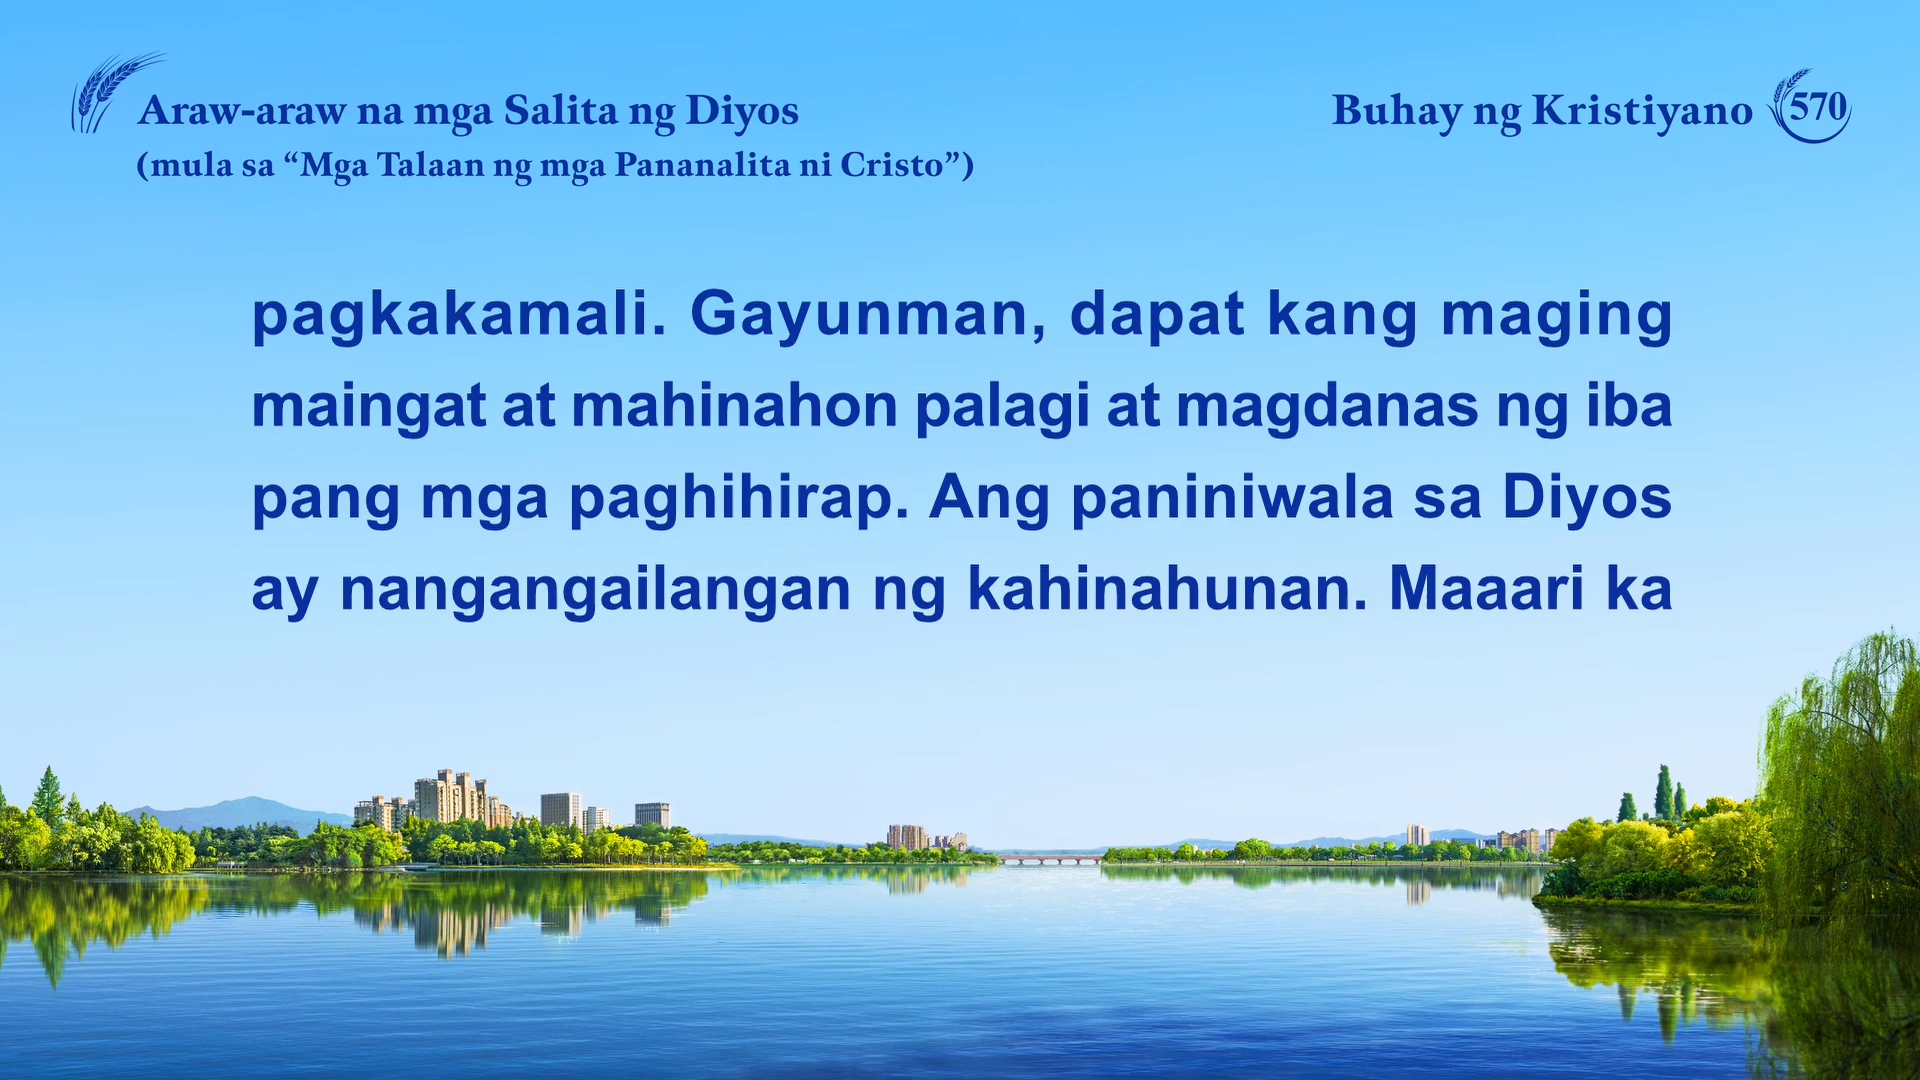 Araw-araw na mga Salita ng Diyos
(mula sa “Mga Talaan ng mga Pananalita ni Cristo”)
Buhay ng Kristiyano 570
pagkakamali. Gayunman, dapat kang maging
maingat at mahinahon palagi at magdanas ng iba
pang mga paghihirap. Ang paniniwala sa Diyos
ay nangangailangan ng kahinahunan. Maaari ka